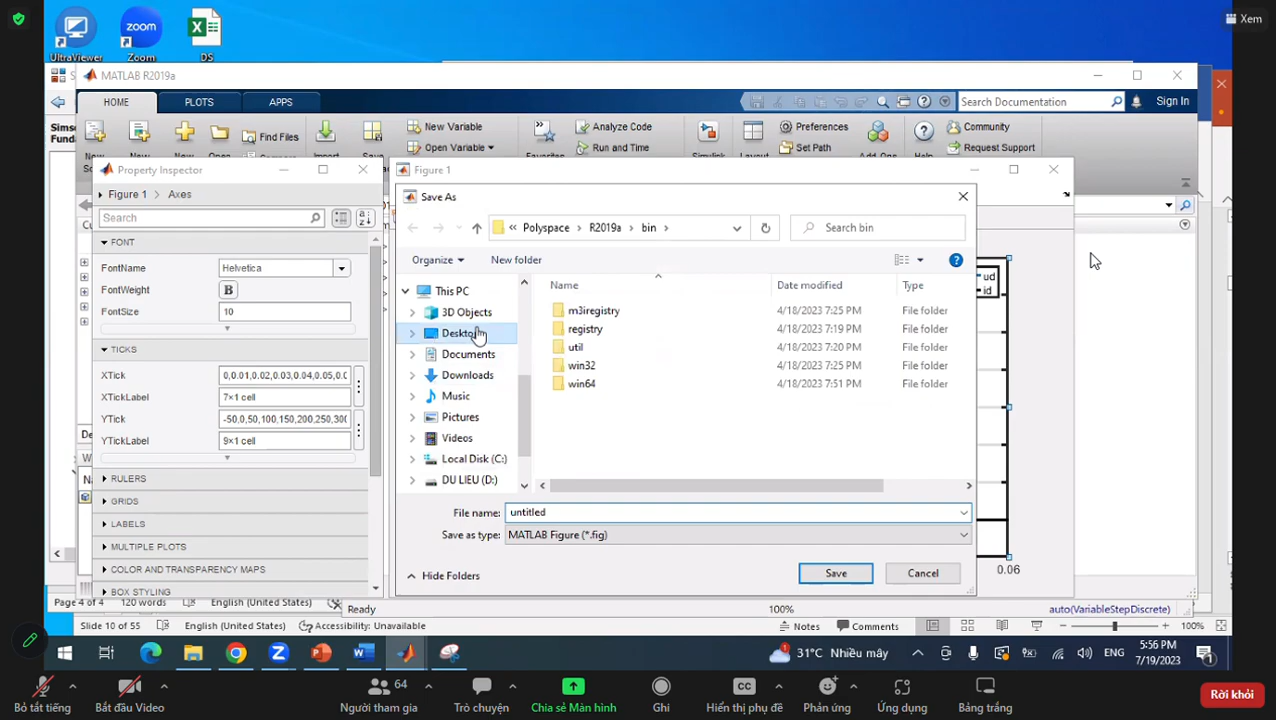 Xem
UltraViewer
Zoom
DS
MATLAB R2019a
HOME
PLOTS
APPS
Search Documentation
Sign In
New Variable
Analyze Code
Preferences
Community
Find Files
Open Variable
Run and Time
Set Path
Request Support
Property Inspector
Figure 1
Figure 1
Axes
Save As
Search
Polyspace
R2019a
bin
Search bin
FONT
Organize
New folder
FontName
Helvetica
ud
id
FontWeight
B
This PC
Name
Date modified
Type
FontSize
10
3D Objects
m3iregistry
4/18/2023 7:25 PM
File folder
Desktop
registry
4/18/2023 7:19 PM
File folder
TICKS
Documents
util
4/18/2023 7:20 PM
File folder
XTick
0,0.01,0.02,0.03,0.04,0.05,0.0
Downloads
win32
4/18/2023 7:25 PM
File folder
XTickLabel
7×1 cell
Music
win64
4/18/2023 7:51 PM
File folder
YTick
-50,0,50,100,150,200,250,300
Pictures
YTickLabel
9×1 cell
Videos
Local Disk (C:)
RULERS
DU LIEU (D:)
GRIDS
File name:
untitled
LABELS
Save as type:
MATLAB Figure (*.fig)
MULTIPLE PLOTS
COLOR AND TRANSPARENCY MAPS
Hide Folders
Save
Cancel
0.06
BOX STYLING
Page 4 of 4
120 words
English (United States)
Ready
100%
auto(VariableStepDiscrete)
Slide 10 of 55
English (United States)
Accessibility: Unavailable
Notes
Comments
100%
31°C Nhiều mây
ENG
5:56 PM
7/19/2023
1
64
Bỏ tắt tiếng
Bắt đầu Video
Người tham gia
Trò chuyện
Chia sẻ Màn hình
Ghi
Hiển thị phụ đề
Phản ứng
Ứng dụng
Bảng trắng
Rời khỏi